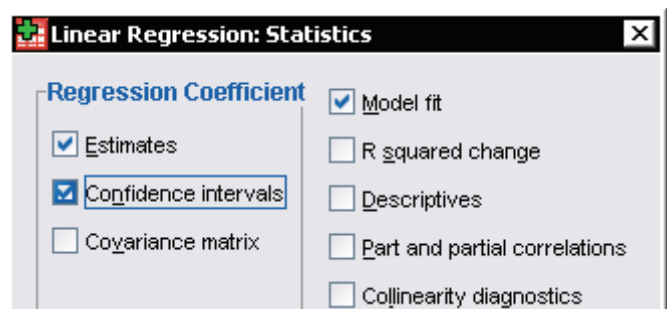 Linear Regression: Statistics
Regression Coefficient
Estimates
Confidence intervals
Covariance matrix
Model fit
R squared change
Descriptives
Part and partial correlations
Collinearity diagnostics